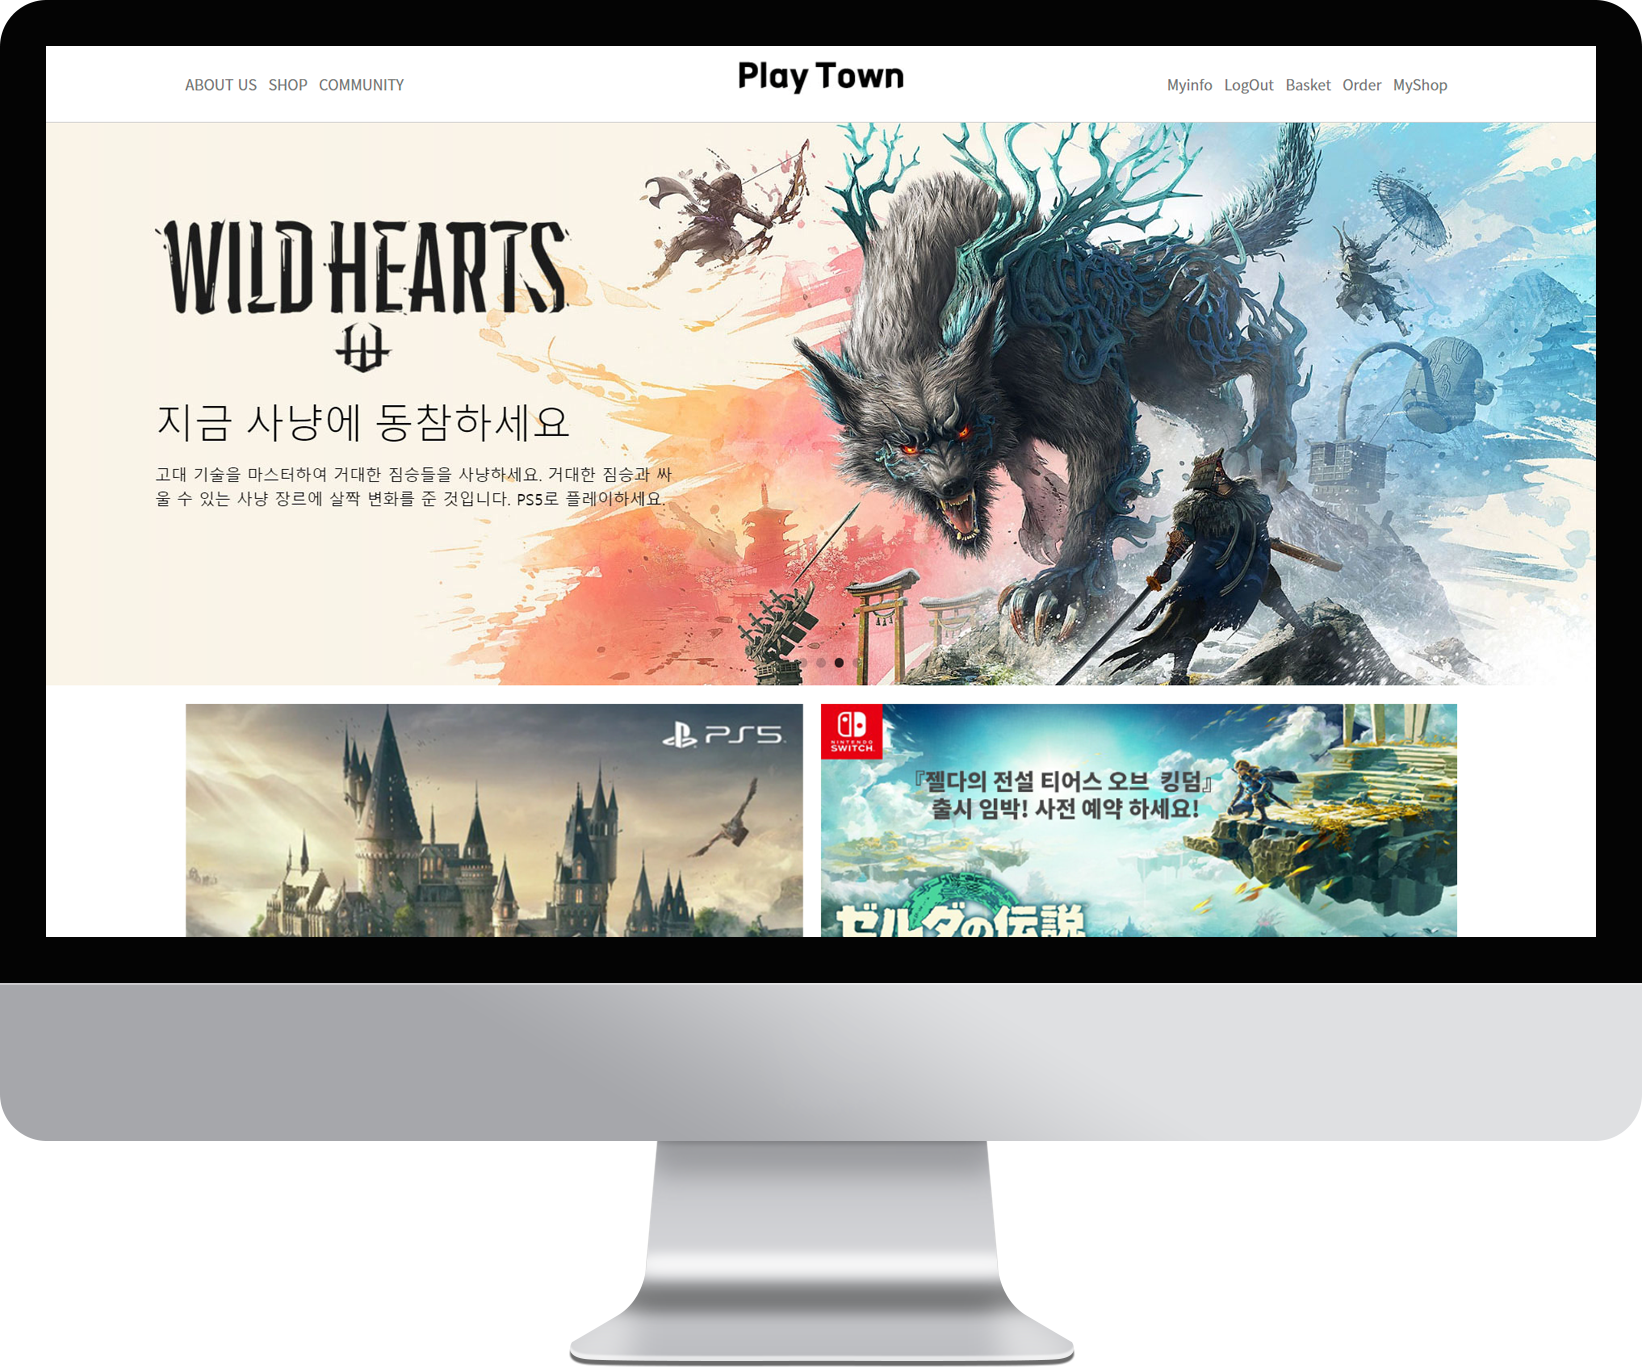 ABOUT US SHOP COMMUNITY
Play Town
Myinfo LogOut Basket Order MyShop
WILD HEARTS
지금 사냥에 동참하세요
고대 기술을 마스터하여 거대한 짐승들을 사냥하세요. 거대한 짐승과 싸
울 수 있는 사냥 장르에 살짝 변화를 준 것입니다. PS5로 플레이하세요.
PS5
NINTENDO
SWITCH
『젤다의 전설 티어스 오브 킹덤』
출시 임박! 사전 예약 하세요!
ゼルダの伝説